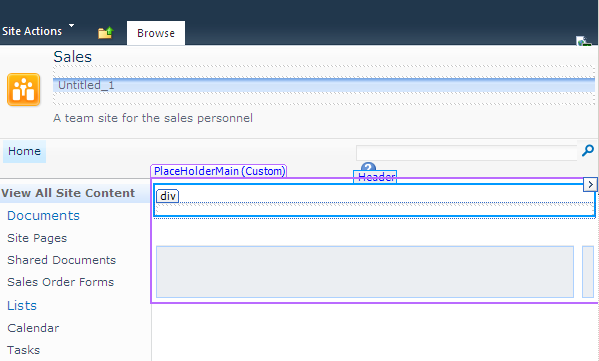 Site Actions Browse
Sales
Untitled_1
A team site for the sales personnel
Home
PlaceHolderMain (Custom) Header
View All Site Content
div
Documents
Site Pages
Shared Documents
Sales Order Forms
Lists
Calendar
Tasks